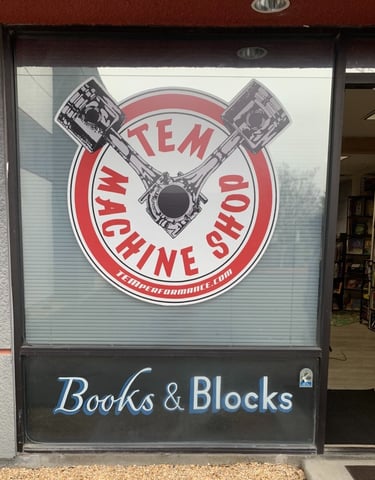 TEM
MACHINE SHOP
TEMPERFORMANCE.COM
Books & Blocks